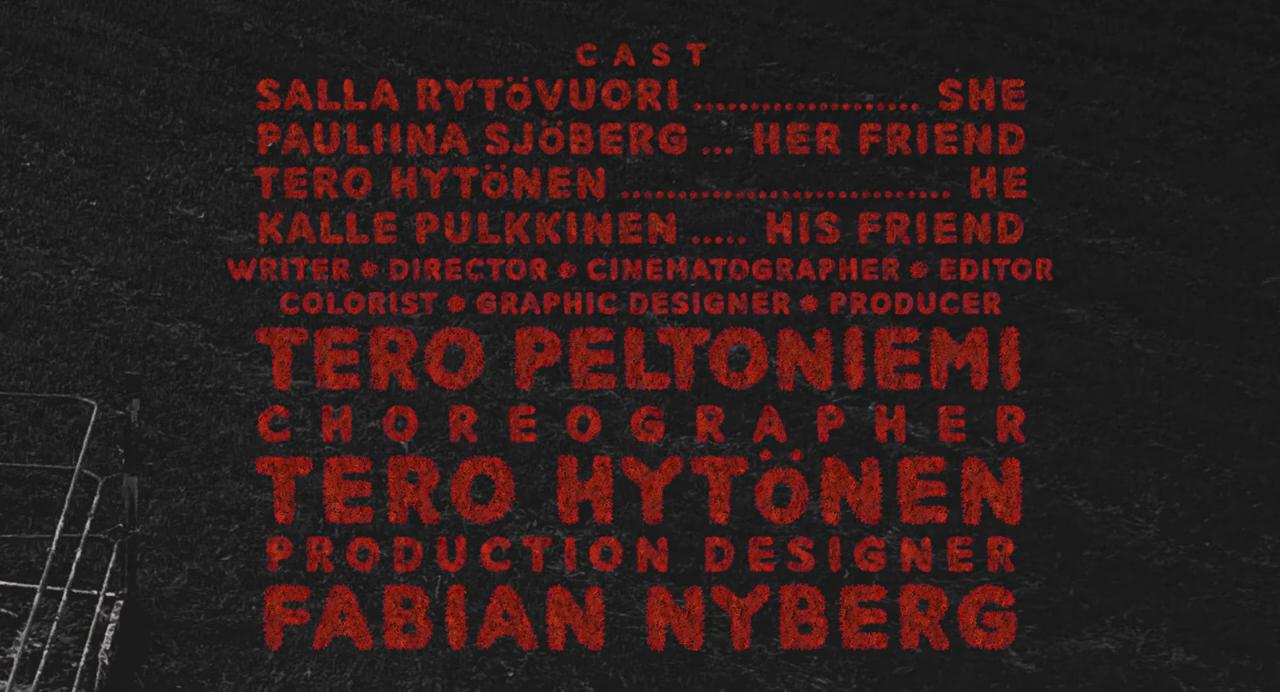 CAST
SALLA RYTÖVUORI ........................ SHE
PAULIINA SJÖBERG ... HER FRIEND
TERO HYTÖNEN .................................. HE
KALLE PULKKINEN ..... HIS FRIEND
WRITER • DIRECTOR • CINEMATOGRAPHER • EDITOR
COLORIST • GRAPHIC DESIGNER • PRODUCER
TERO PELTONIEMI
CHOREOGRAPHER
TERO HYTÖNEN
PRODUCTION DESIGNER
FABIAN NYBERG